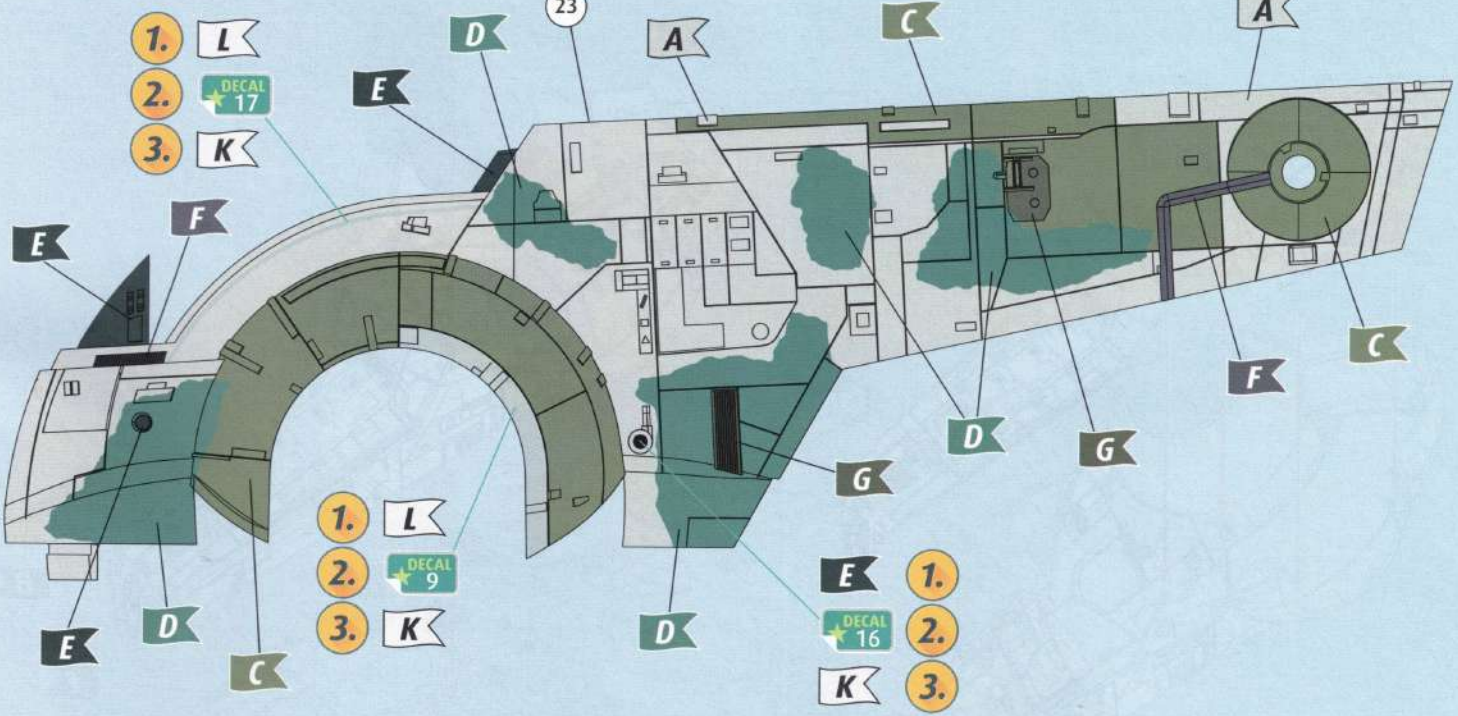 23
A
C
D
A
1. L
2. DECAL 17
3. K
E
E
F
F
C
D
G
G
1. L
2. DECAL 9
3. K
E 1.
DECAL 16 2.
K 3.
D
D
E
C